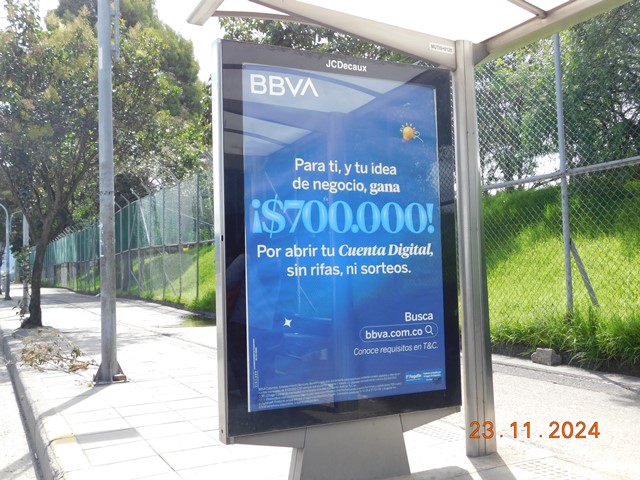 JCDecaux
BBVA
Para ti, y tu idea
de negocio, gana
¡$700.000!
Por abrir tu Cuenta Digital,
sin rifas, ni sorteos.
Busca
bbva.com.co
Conoce requisitos en T&C.
23.11.2024